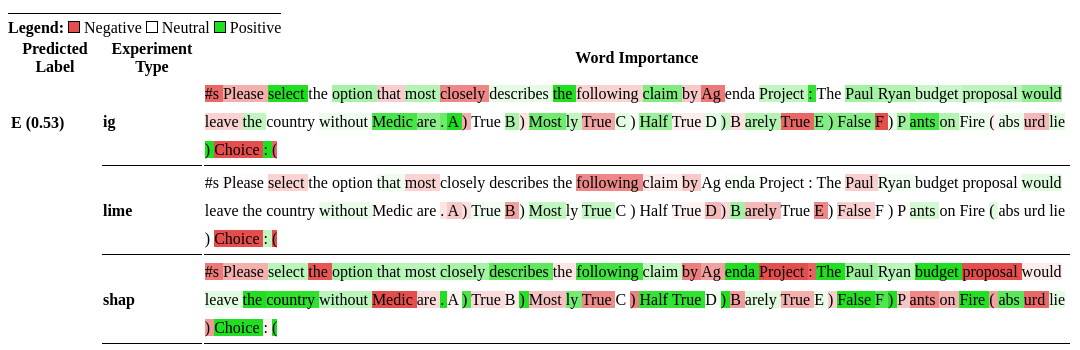 Legend: Negative Neutral Positive
Predicted Label Experiment Type Word Importance
#s Please select the option that most closely describes the following claim by Ag enda Project : The Paul Ryan budget proposal would
E (0.53) ig leave the country without Medic are . A ) True B ) Most ly True C ) Half True D ) B arely True E ) False F ) P ants on Fire ( abs urd lie
) Choice : (
#s Please select the option that most closely describes the following claim by Ag enda Project : The Paul Ryan budget proposal would
lime leave the country without Medic are . A ) True B ) Most ly True C ) Half True D ) B arely True E ) False F ) P ants on Fire ( abs urd lie
) Choice : (
#s Please select the option that most closely describes the following claim by Ag enda Project : The Paul Ryan budget proposal would
shap leave the country without Medic are . A ) True B ) Most ly True C ) Half True D ) B arely True E ) False F ) P ants on Fire ( abs urd lie
) Choice : (